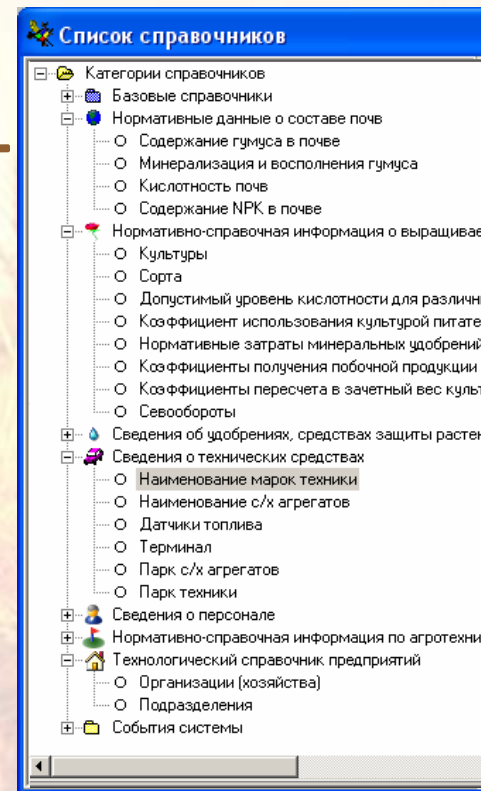 Список справочников
Категории справочников
Базовые справочники
Нормативные данные о составе почв
Содержание гумуса в почве
Минерализация и восполнения гумуса
Кислотность почв
Содержание NPK в почве
Нормативно-справочная информация о выращивае
Культуры
Сорта
Допустимый уровень кислотности для различн
Коэффициент использования культурой питате
Нормативные затраты минеральных удобрений
Коэффициенты получения побочной продукции
Коэффициенты пересчета в зачетный вес культ
Севообороты
Сведения об удобрениях, средствах защиты растен
Сведения о технических средствах
Наименование марок техники
Наименование с/х агрегатов
Датчики топлива
Терминал
Парк с/х агрегатов
Парк техники
Сведения о персонале
Нормативно-справочная информация по агротехни
Технологический справочник предприятий
Организации (хозяйства)
Подразделения
События системы